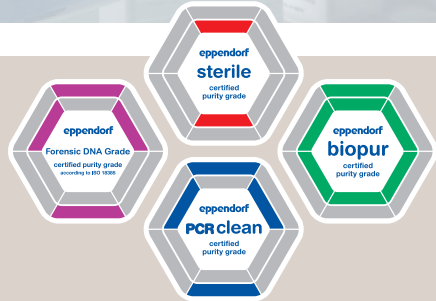 eppendorf
sterile
certified
purity grade
eppendorf
Forensic DNA Grade
certified purity grade
according to ISO 18385
eppendorf
biopur
certified
purity grade
eppendorf
PCR clean
certified
purity grade